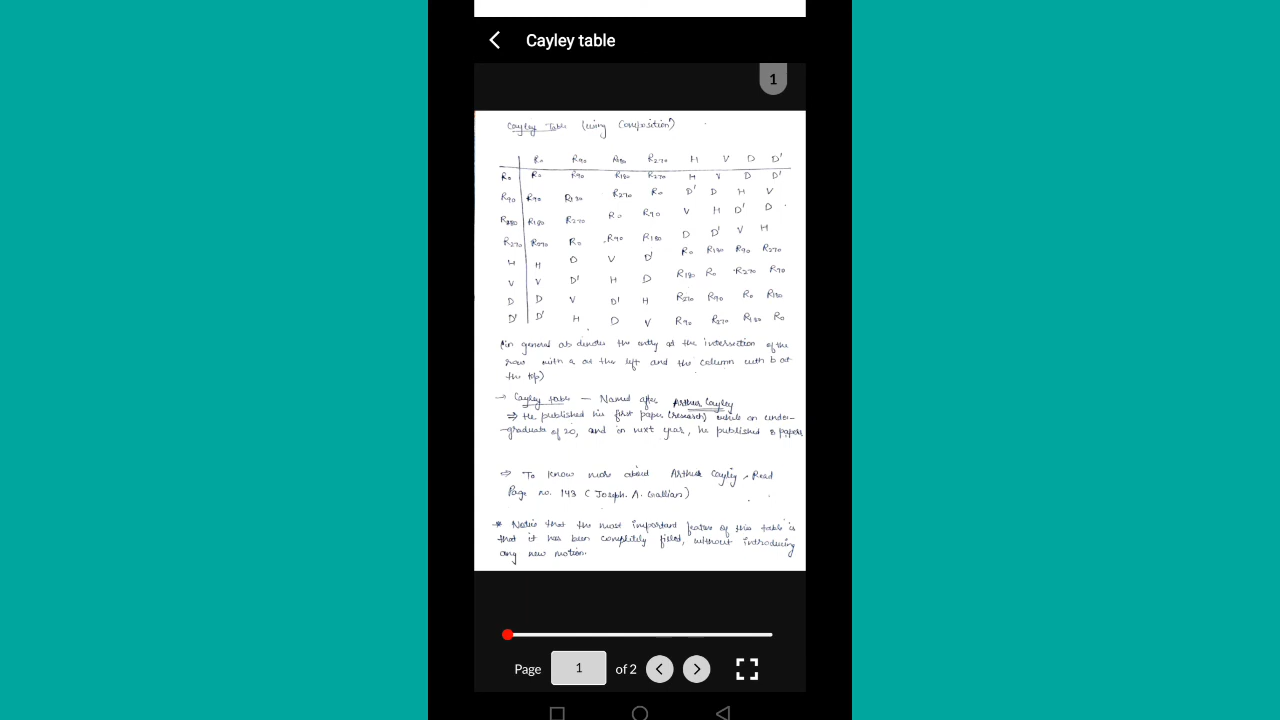 Cayley table
1
Cayley Table (using Composition)
R₀ R₉₀ R₁₈₀ R₂₇₀ H V D D'
R₀ R₀ R₉₀ R₁₈₀ R₂₇₀ H V D D'
R₉₀ R₉₀ R₁₈₀ R₂₇₀ R₀ D' D H V
R₁₈₀ R₁₈₀ R₂₇₀ R₀ R₉₀ V H D' D
R₂₇₀ R₂₇₀ R₀ R₉₀ R₁₈₀ D D' V H
H H D V D' R₀ R₁₈₀ R₉₀ R₂₇₀
V V D' H D R₁₈₀ R₀ R₂₇₀ R₉₀
D D V D' H R₂₇₀ R₉₀ R₀ R₁₈₀
D' D' H D V R₉₀ R₂₇₀ R₁₈₀ R₀
(in general ab denotes the entry at the intersection of the
row with a at the left and the column with b at
the top)
→ Cayley table — Named after Arthur Cayley
⇒ He published his first paper (research) while an under-
-graduate of 20, and in next year, he published 8 papers
⇒ To know more about Arthur Cayley, Read
Page no. 143 (Joseph. A. Gallian)
* Notice that the most important feature of this table is
that it has been completely filled, without introducing
any new motion.
Page 1 of 2